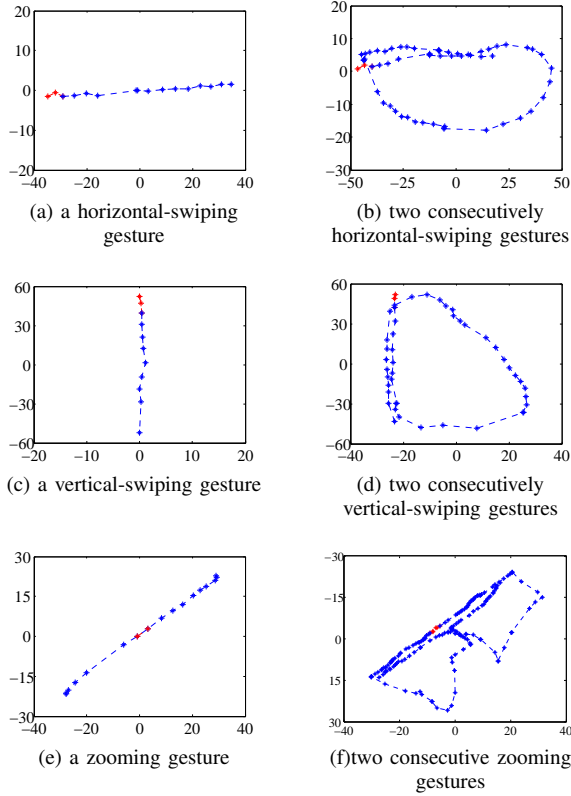 20
10
0
−10
−20
−40 −20 0 20 40
(a) a horizontal-swiping
gesture
20
10
0
−10
−20
−30
−50 −25 0 25 50
(b) two consecutively
horizontal-swiping gestures
60
30
0
−30
−60
−20 −10 0 10 20
(c) a vertical-swiping gesture
60
30
0
−30
−60
−40 −20 0 20 40
(d) two consecutively
vertical-swiping gestures
30
15
0
−15
−30
−40 −20 0 20 40
(e) a zooming gesture
−30
−15
0
15
30
−40 −20 0 20 40
(f)two consecutive zooming
gestures